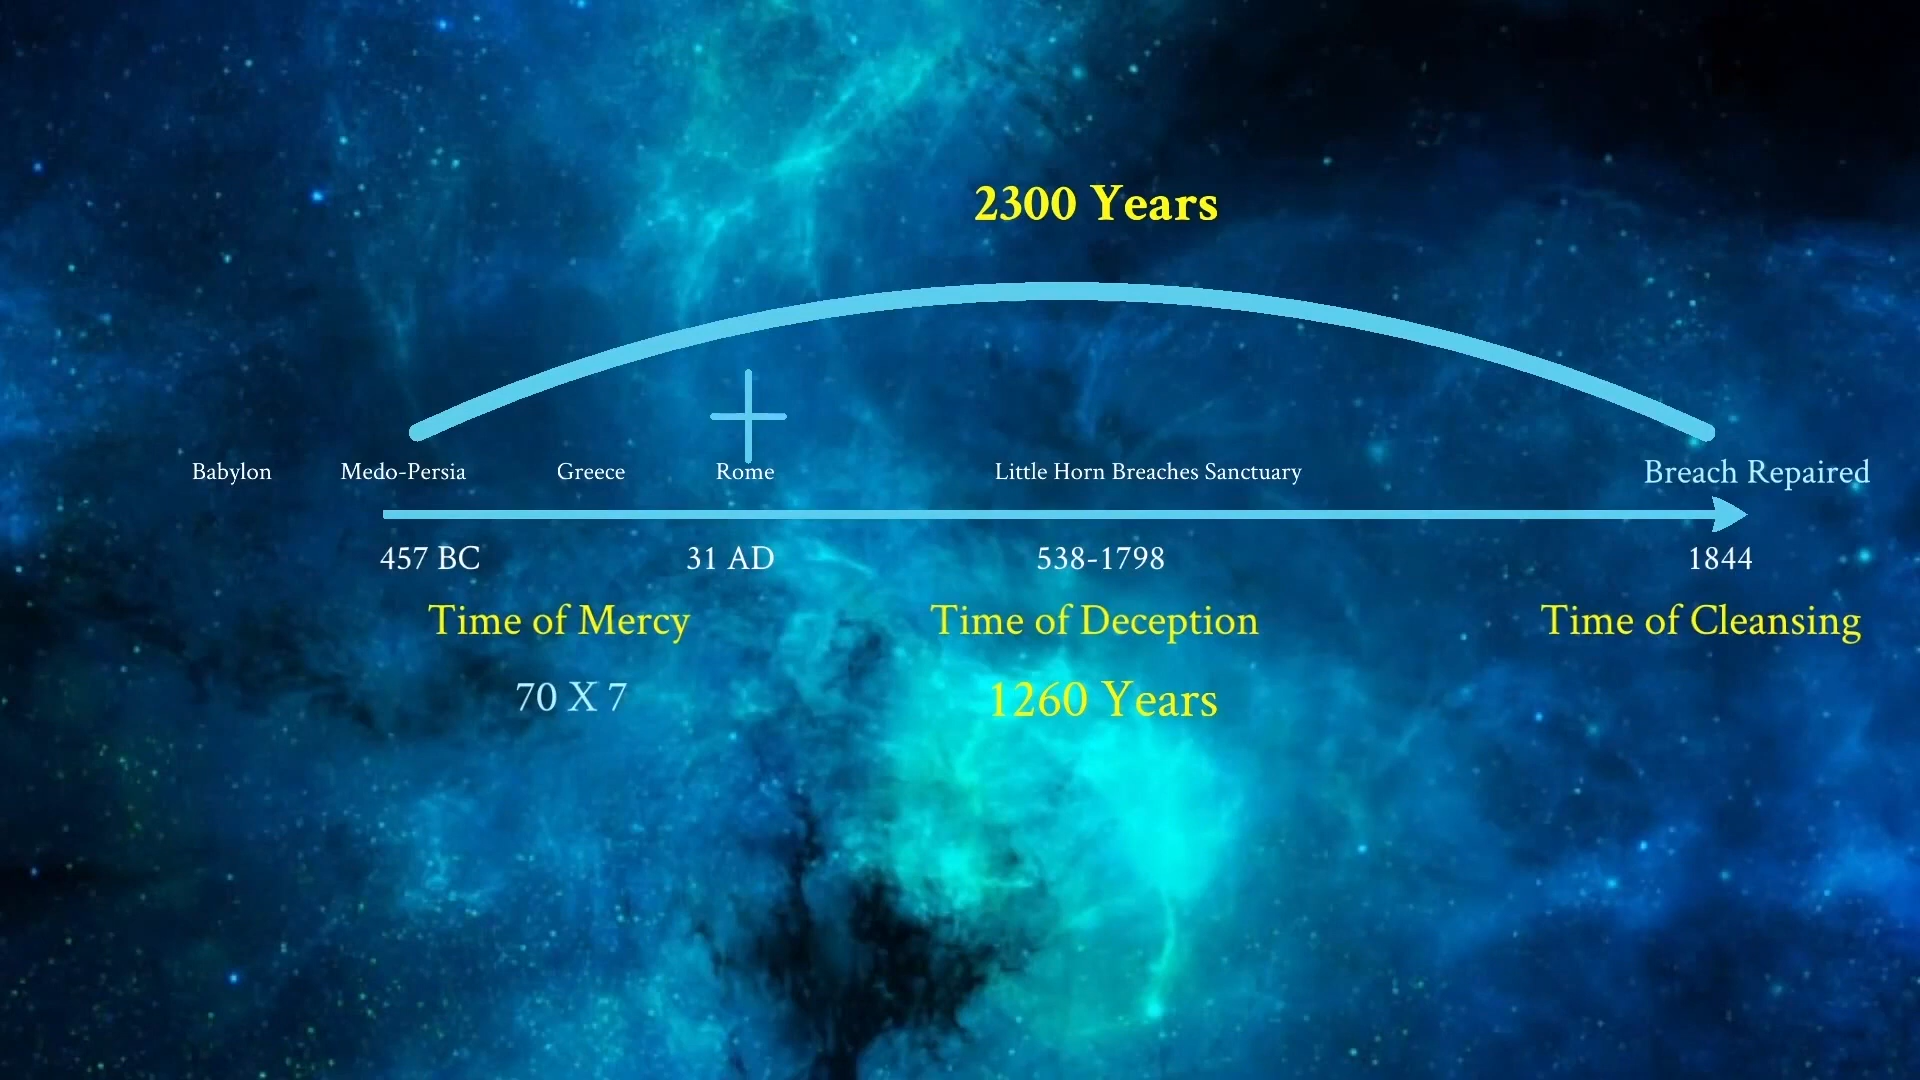 2300 Years
Babylon Medo-Persia Greece Rome Little Horn Breaches Sanctuary Breach Repaired
457 BC 31 AD 538-1798 1844
Time of Mercy Time of Deception Time of Cleansing
70 X 7 1260 Years